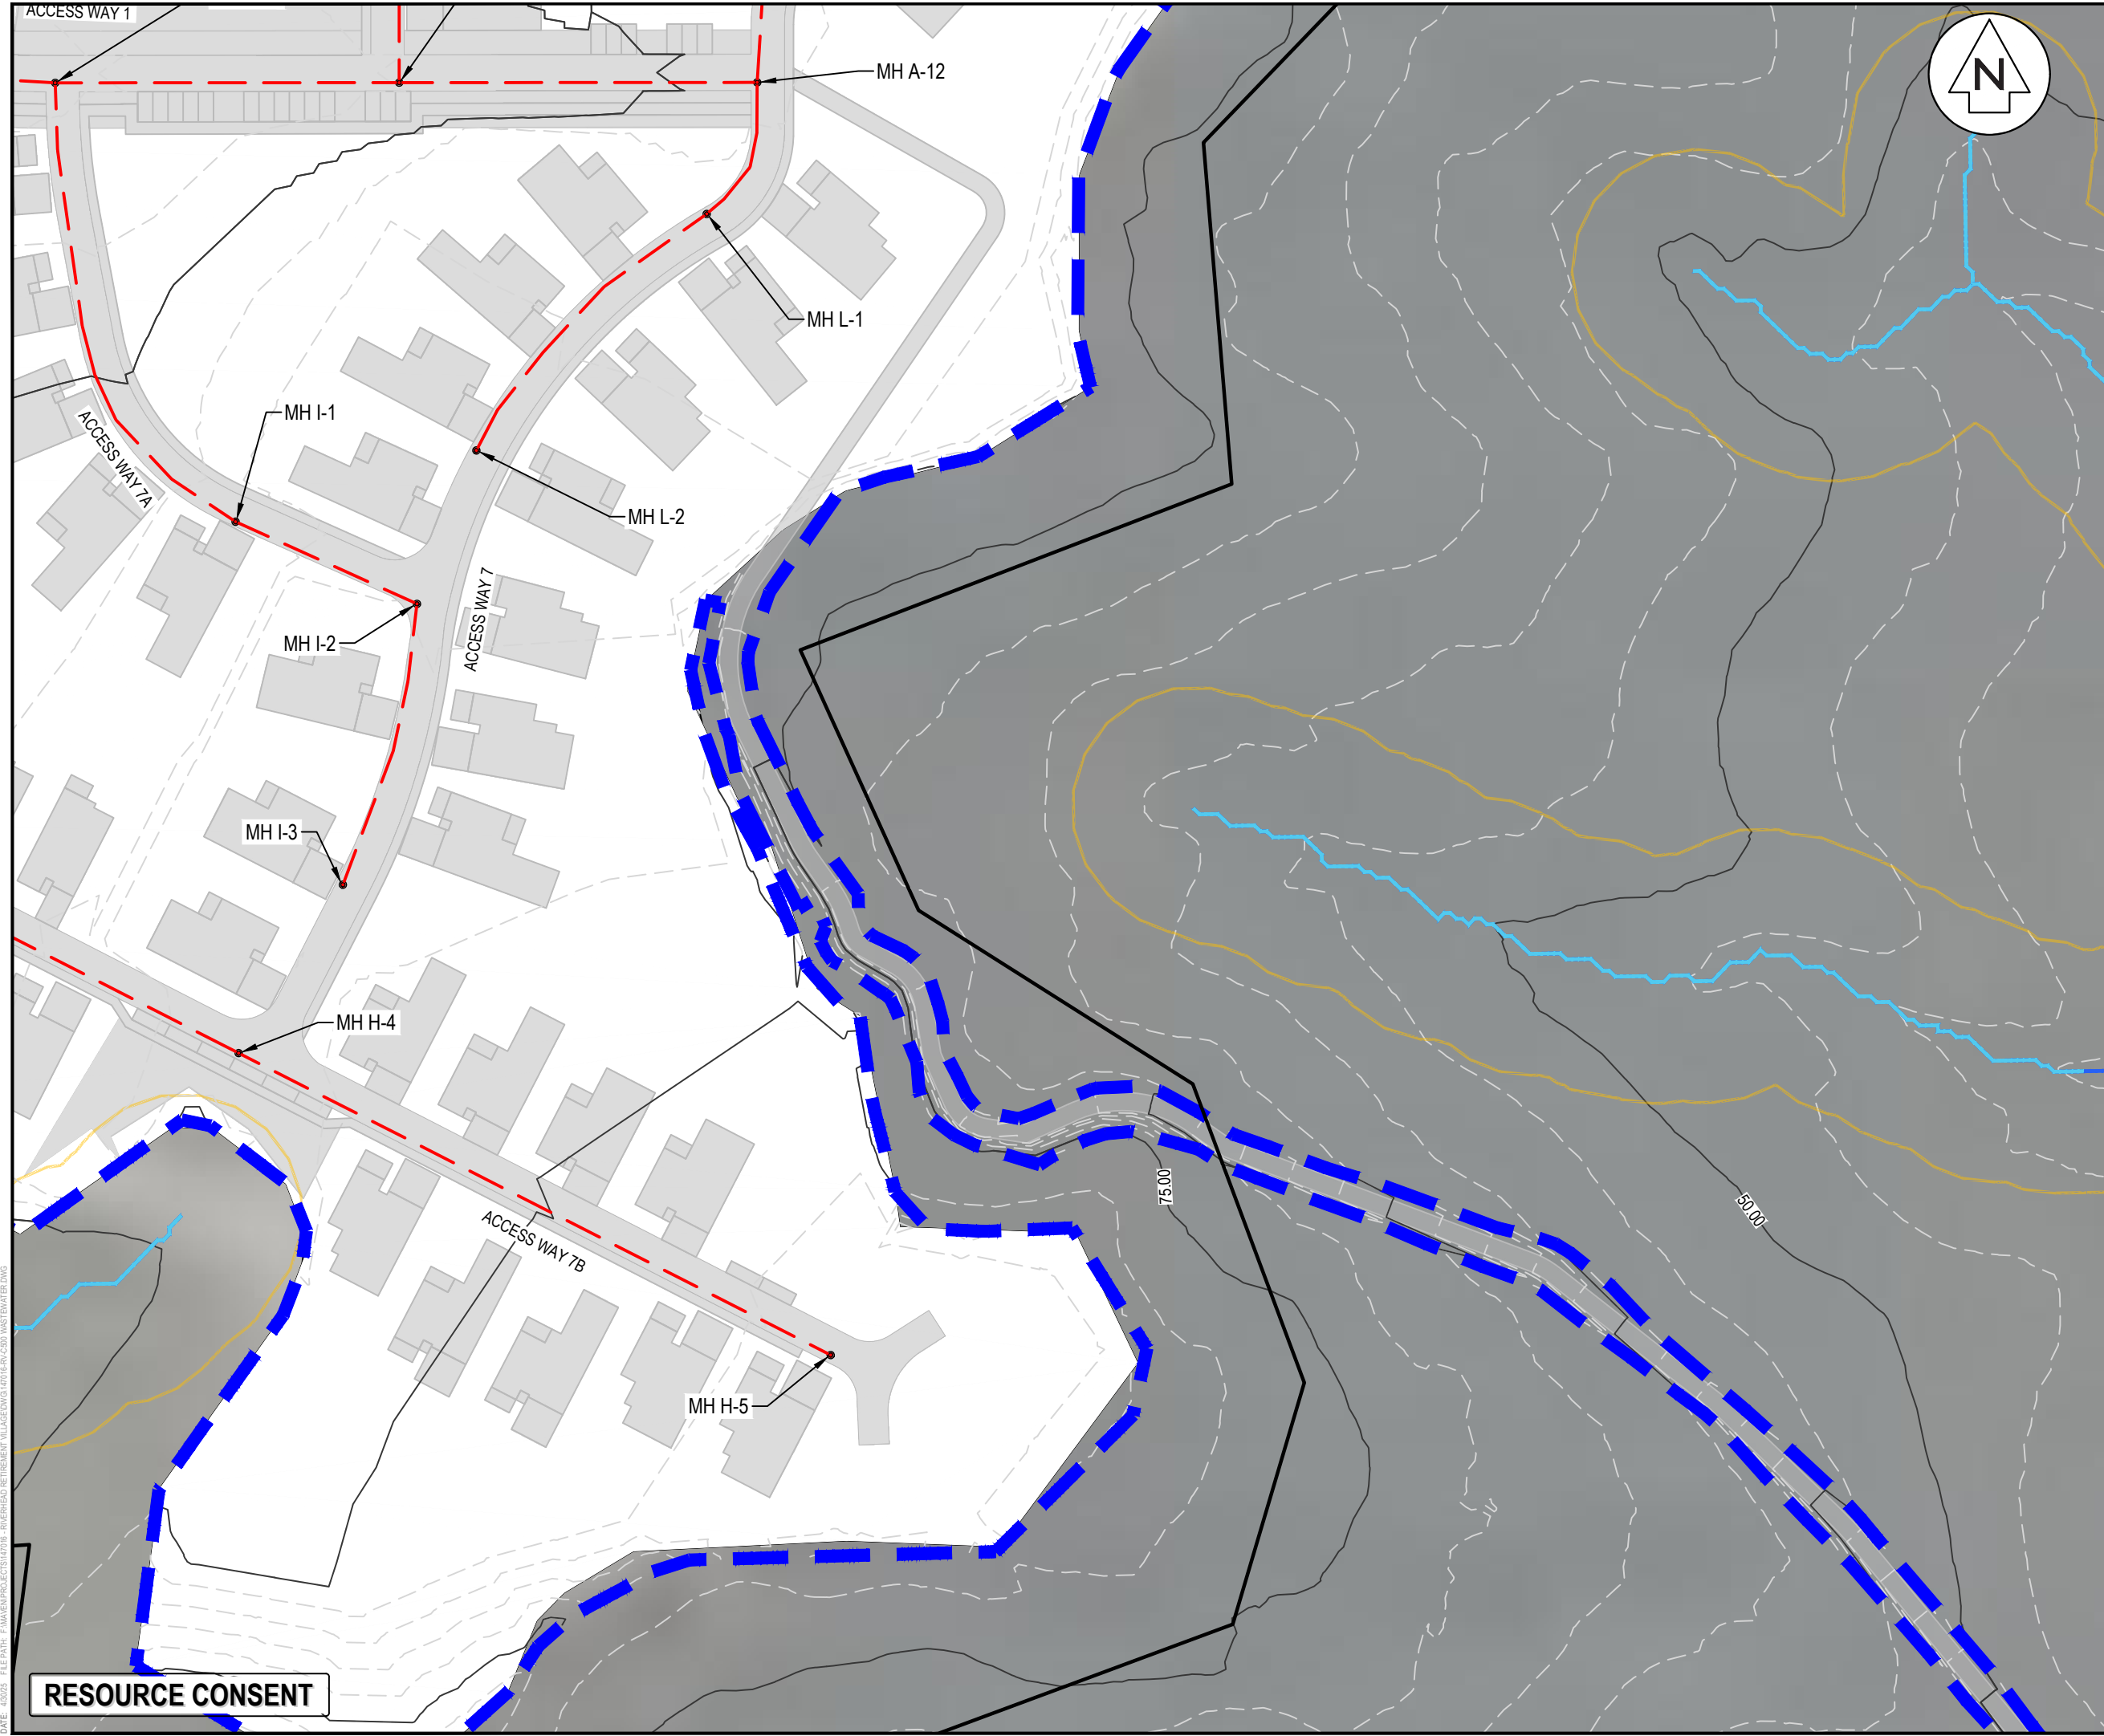 ACCESS WAY 1
N
MH A-12
MH L-1
MH I-1
ACCESS WAY 7A
MH L-2
ACCESS WAY 7
MH I-2
MH I-3
MH H-4
75.00
50.00
ACCESS WAY 7B
MH H-5
RESOURCE CONSENT